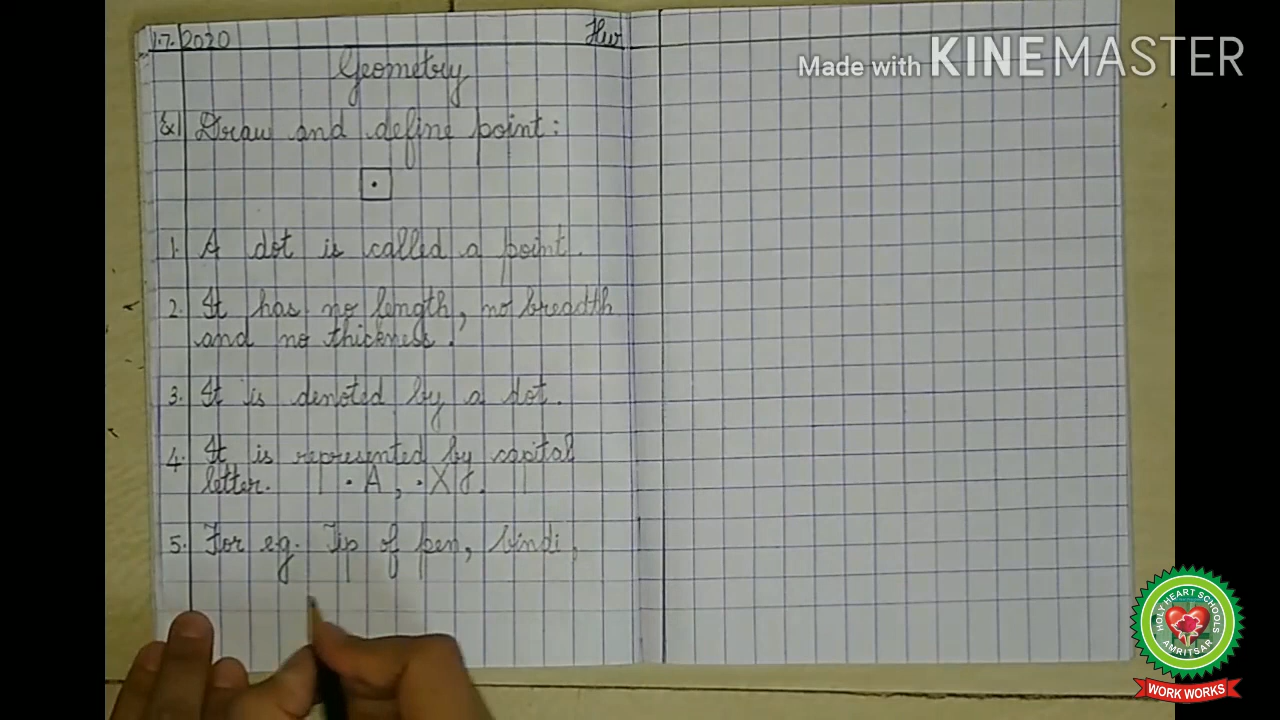 1.7.2020 Hw
Made with KINEMASTER
Geometry
Q1 Draw and define point:
1. A dot is called a point.
2. It has no length, no breadth
and no thickness.
3. It is denoted by a dot.
4. It is represented by capital
letter. . A, . X
5. For eg. Tip of pen, bindi,
HOLY HEART SCHOOLS
AMRITSAR
WORK WORKS